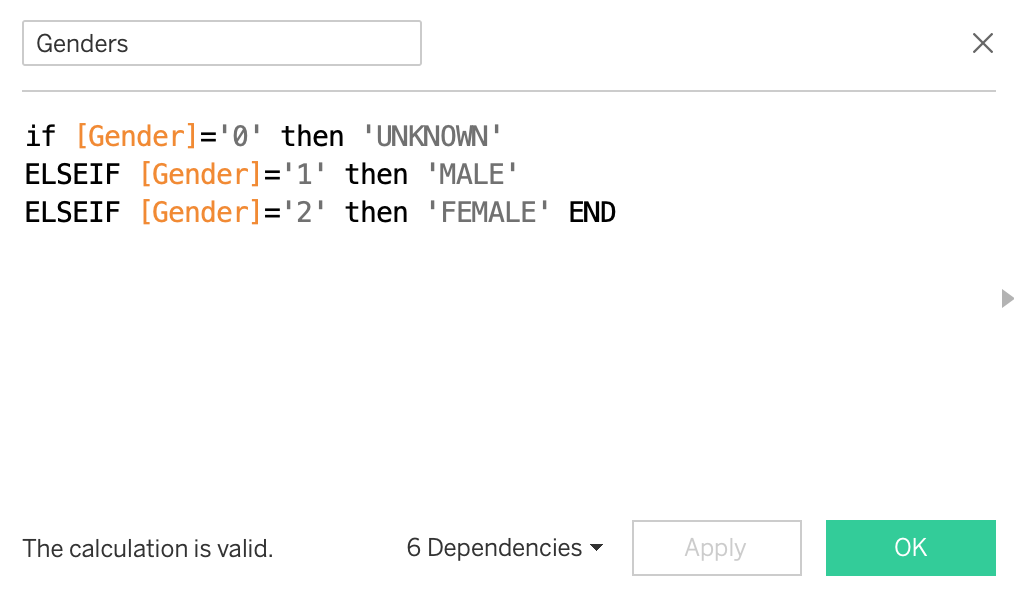 Genders
if [Gender]='0' then 'UNKNOWN'
ELSEIF [Gender]='1' then 'MALE'
ELSEIF [Gender]='2' then 'FEMALE' END
The calculation is valid.
6 Dependencies
Apply
OK